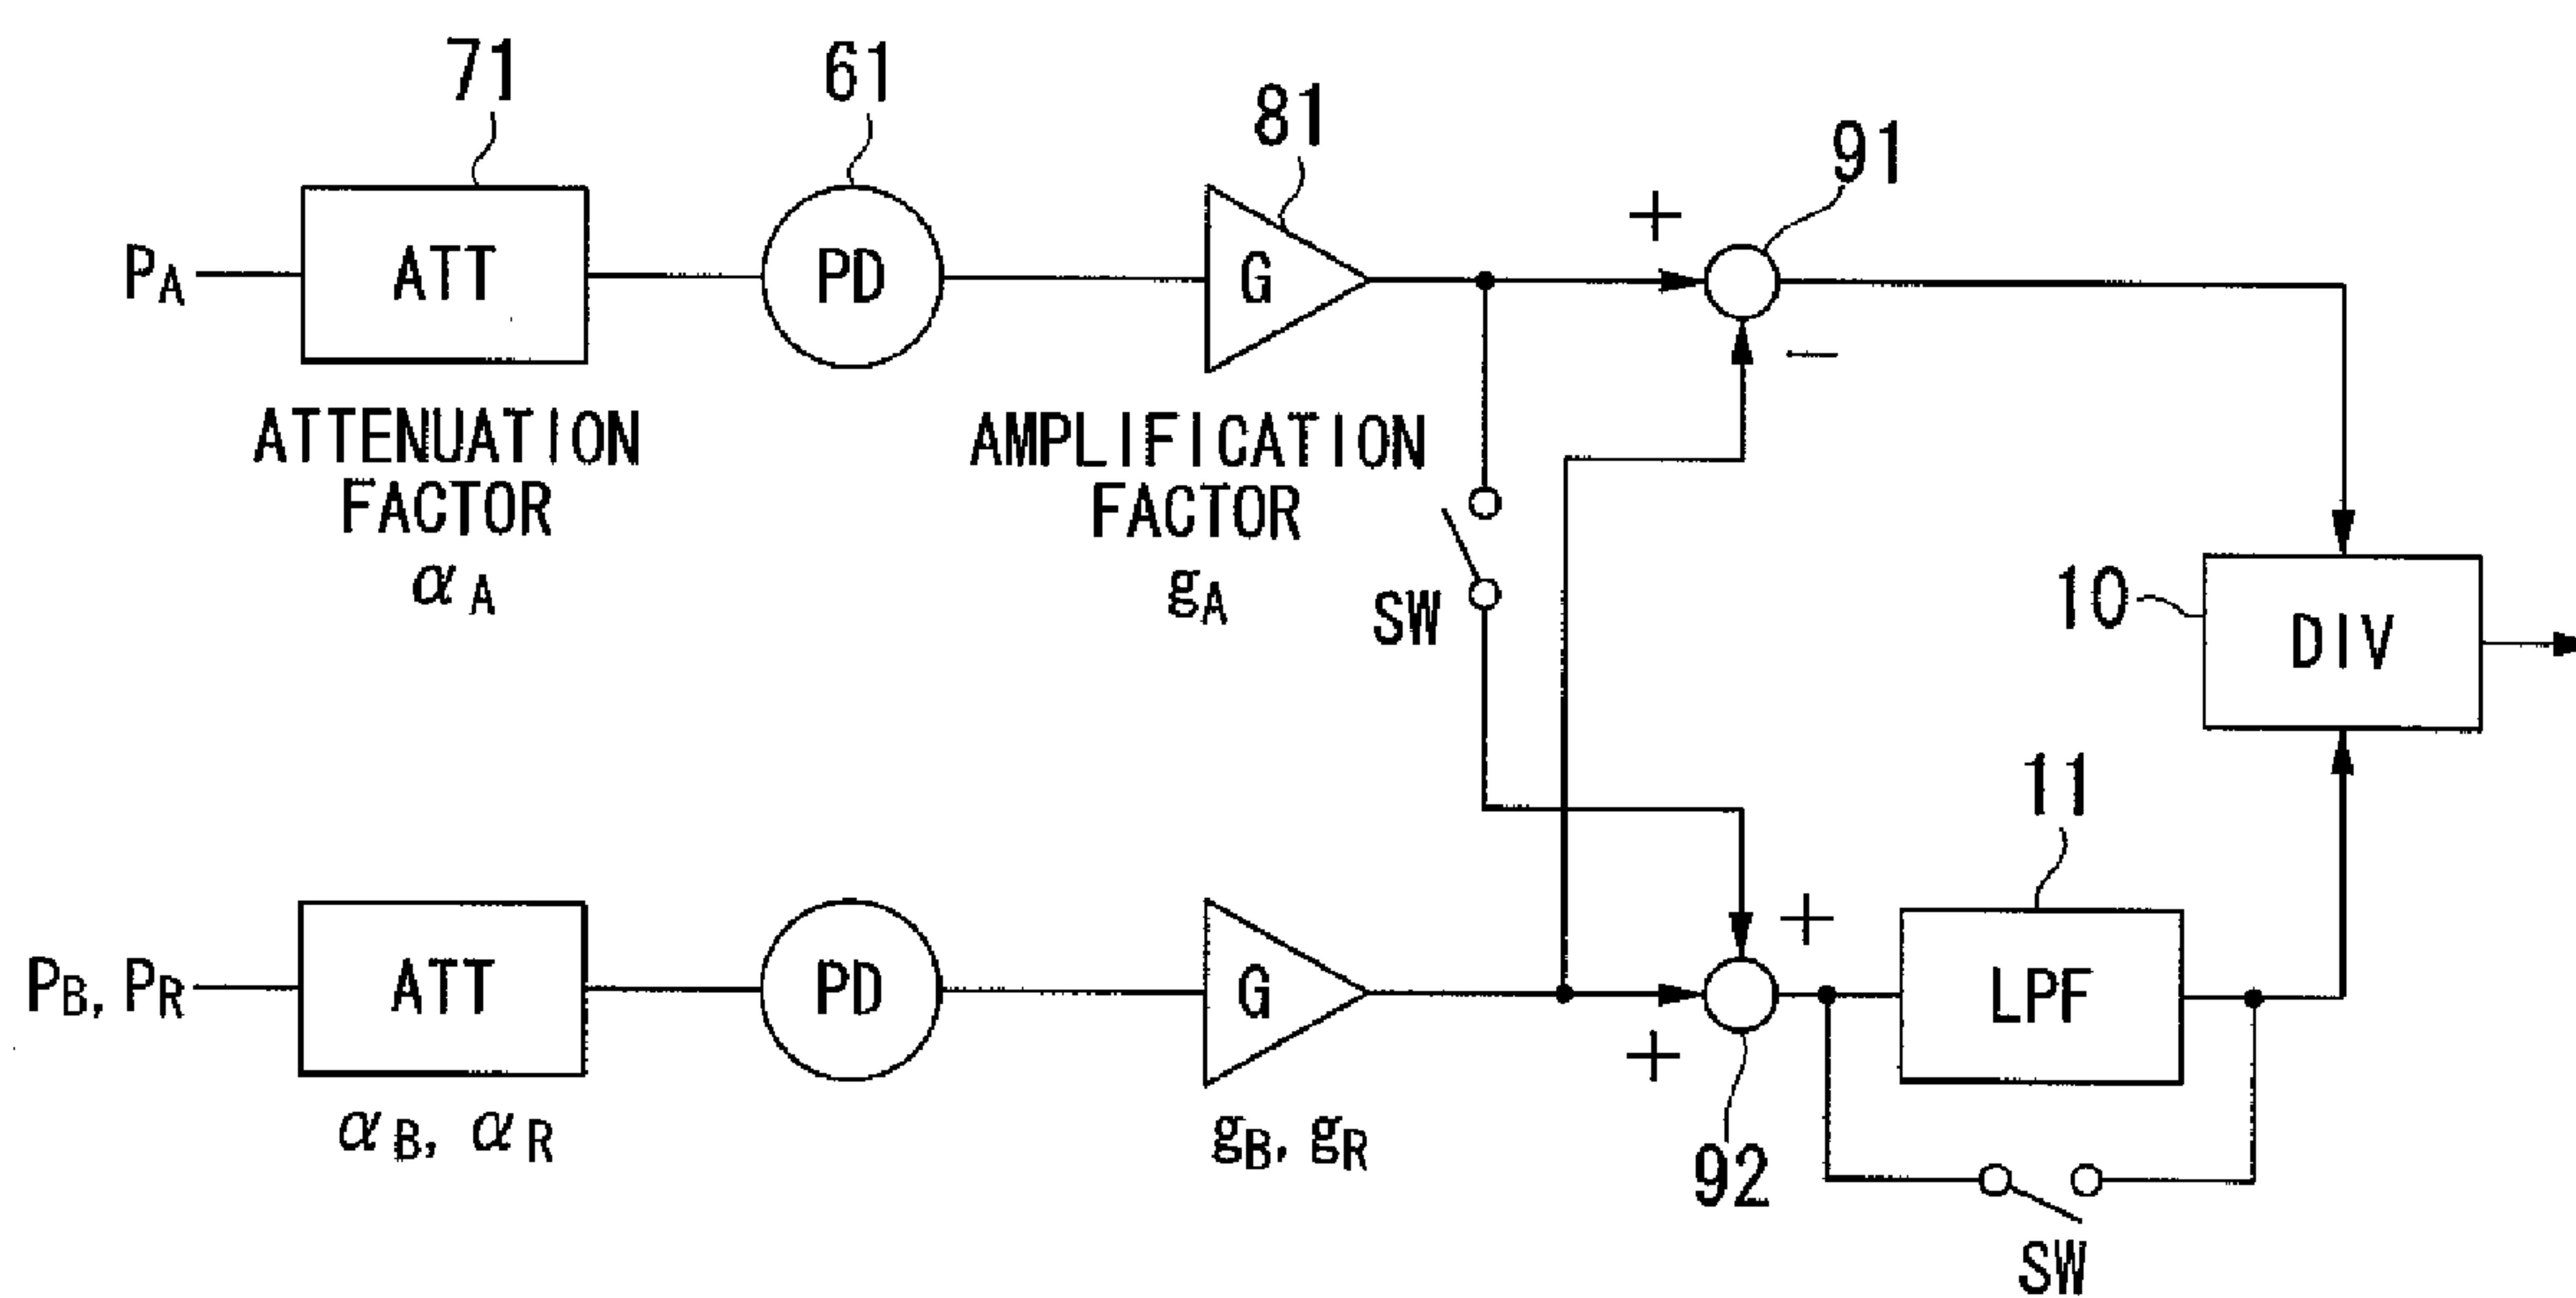 71
61
81
91
+
PA
ATT
PD
G
−
ATTENUATION
FACTOR
αA
AMPLIFICATION
FACTOR
gA
SW
10
DIV
11
+
PB, PR
ATT
PD
G
LPF
+
αB, αR
gB, gR
92
SW